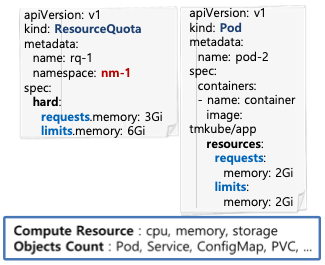 apiVersion: v1
kind: ResourceQuota
metadata:
name: rq-1
namespace: nm-1
spec:
hard:
requests.memory: 3Gi
limits.memory: 6Gi
apiVersion: v1
kind: Pod
metadata:
name: pod-2
spec:
containers:
- name: container
image:
tmkube/app
resources:
requests:
memory: 2Gi
limits:
memory: 2Gi
Compute Resource : cpu, memory, storage
Objects Count : Pod, Service, ConfigMap, PVC, ...